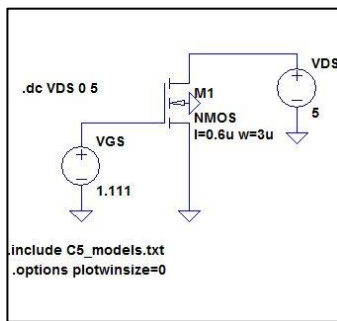 VDS
.dc VDS 0 5
M1
NMOS
l=0.6u w=3u
5
VGS
1.111
.include C5_models.txt
.options plotwinsize=0